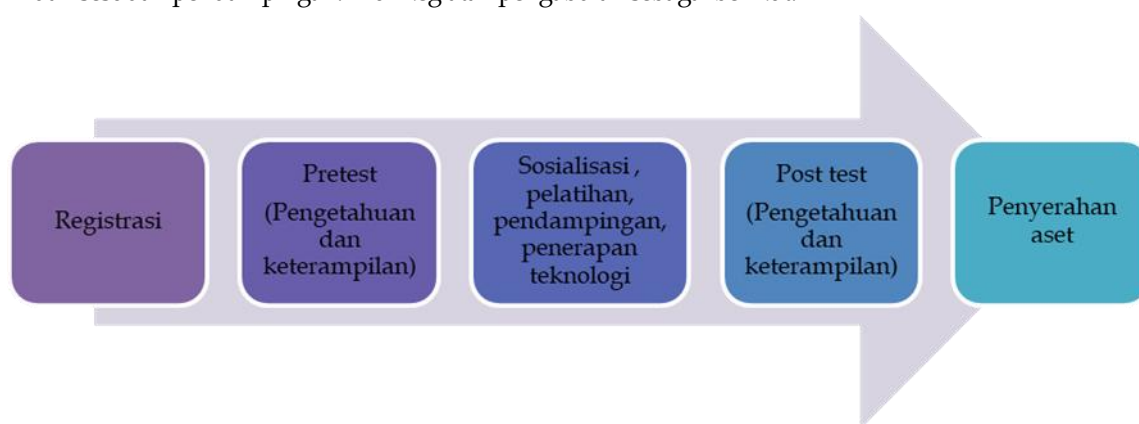 Registrasi
Pretest
(Pengetahuan
dan
keterampilan)
Sosialisasi ,
pelatihan,
pendampingan,
penerapan
teknologi
Post test
(Pengetahuan
dan
keterampilan)
Penyerahan
aset